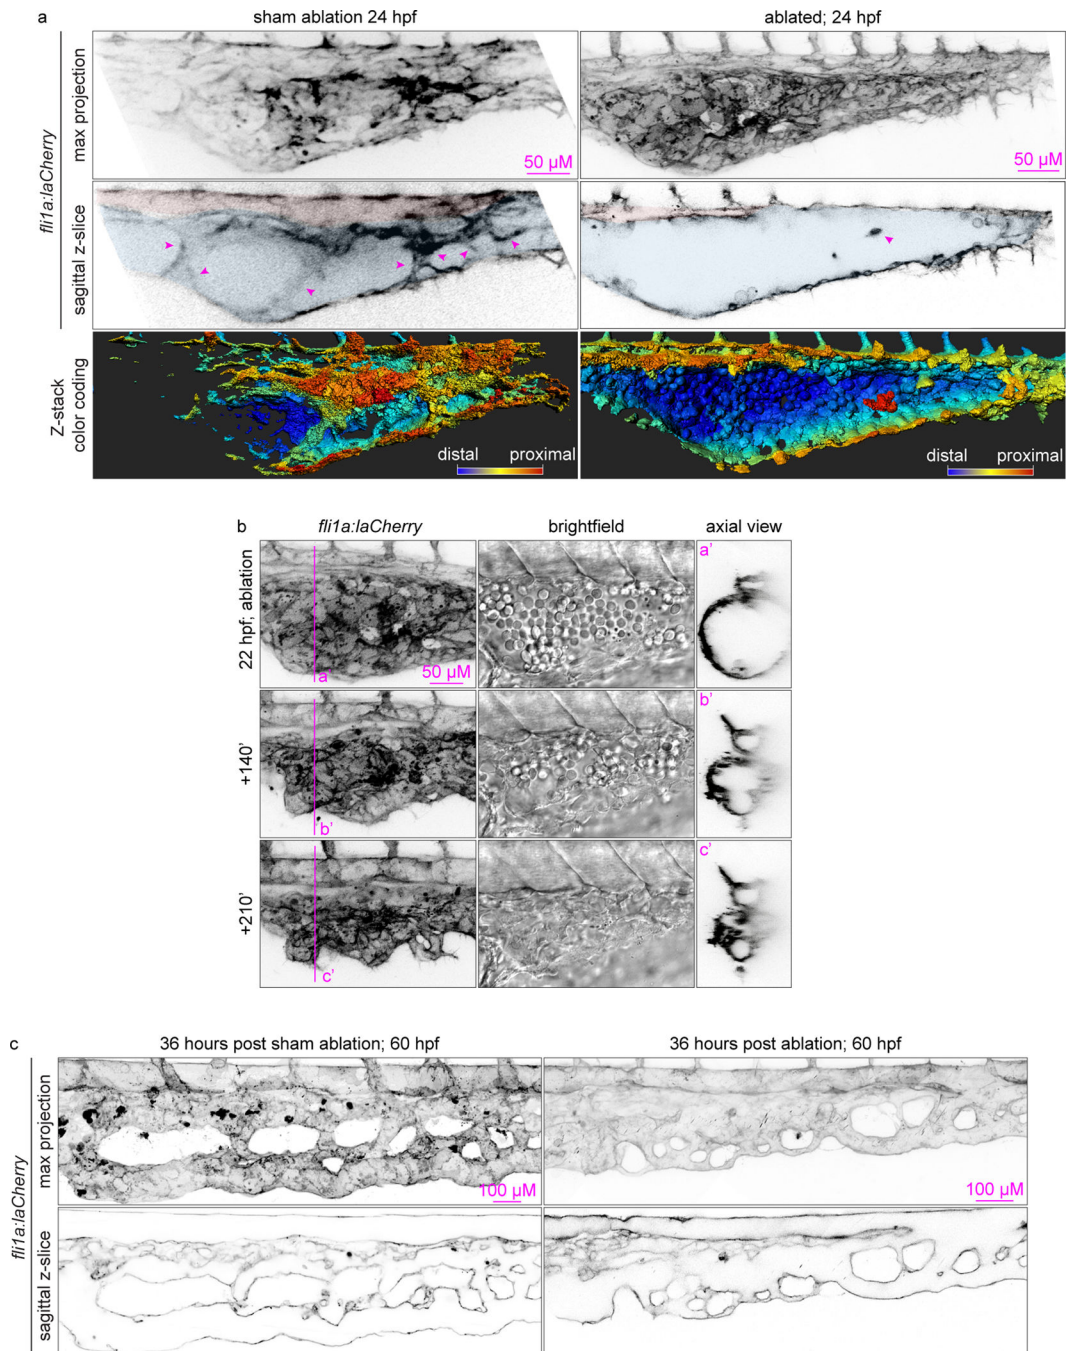 a
sham ablation 24 hpf
ablated; 24 hpf
fli1a:laCherry
max projection
50 µM
50 µM
sagittal z-slice
Z-stack
color coding
distal proximal
distal proximal
b
fli1a:laCherry
brightfield
axial view
22 hpf; ablation
a
50 µM
a'
+140'
b'
b'
+210'
c'
c'
c
36 hours post sham ablation; 60 hpf
36 hours post ablation; 60 hpf
fli1a:laCherry
max projection
100 µM
100 µM
sagittal z-slice